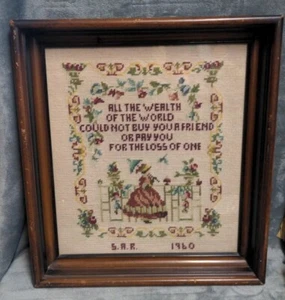 ALL THE WEALTH
OF THE WORLD
COULD NOT BUY YOU A FRIEND
OR PAY YOU
FOR THE LOSS OF ONE
S.A.R. 1960